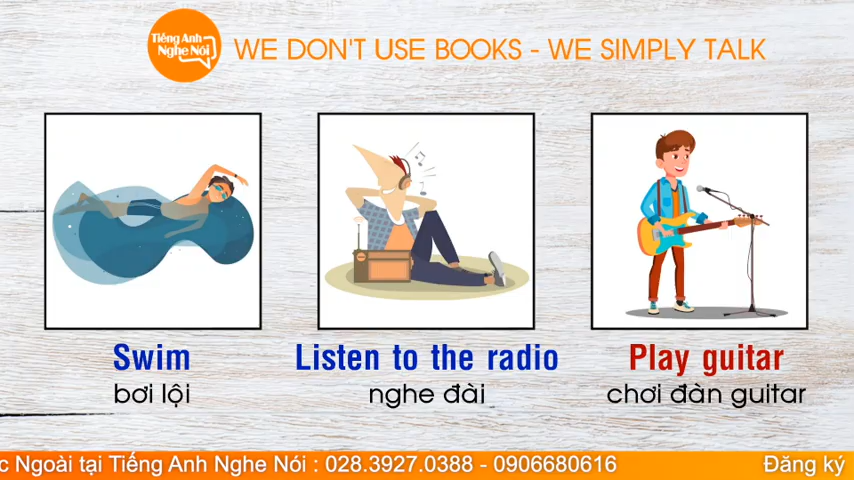 Tiếng Anh
Nghe Nói
WE DON'T USE BOOKS - WE SIMPLY TALK
Swim
bơi lội
Listen to the radio
nghe đài
Play guitar
chơi đàn guitar
c Ngoài tại Tiếng Anh Nghe Nói : 028.3927.0388 - 0906680616
Đăng ký